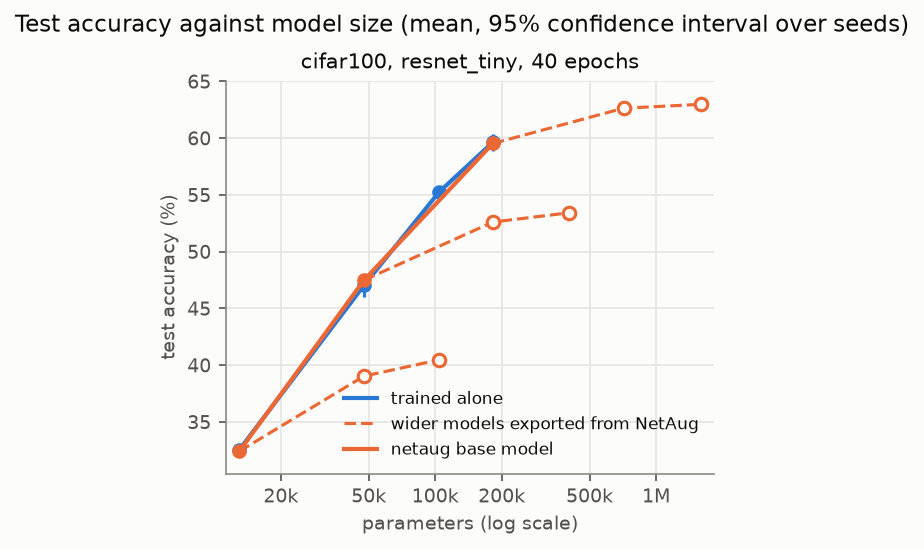 Test accuracy against model size (mean, 95% confidence interval over seeds)
cifar100, resnet_tiny, 40 epochs
65
60
55
50
45
40
35
test accuracy (%)
trained alone
wider models exported from NetAug
netaug base model
20k 50k 100k 200k 500k 1M
parameters (log scale)